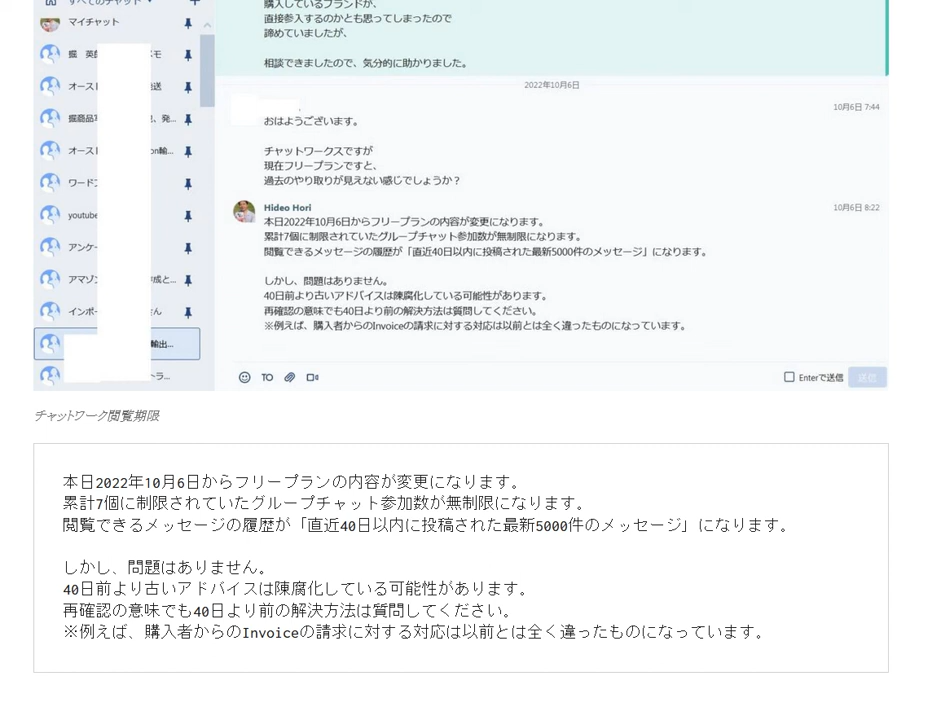 すべてのチャット
マイチャット
堀
モ
オースト
送
堀商品
、発...
オースト
on輸...
ワード
youtube
アンケー
アマゾン
成と...
インボー
ん
輸出...
トラ...
購入しているブランドが、
直接参入するのかとも思ってしまったので
諦めていましたが、
相談できましたので、気分的に助かりました。
2022年10月6日
10月6日 7:44
おはようございます。
チャットワークスですが
現在フリープランですと、
過去のやり取りが見えない感じでしょうか？
Hideo Hori
10月6日 8:22
本日2022年10月6日からフリープランの内容が変更になります。
累計7個に制限されていたグループチャット参加数が無制限になります。
閲覧できるメッセージの履歴が「直近40日以内に投稿された最新5000件のメッセージ」になります。
しかし、問題はありません。
40日前より古いアドバイスは陳腐化している可能性があります。
再確認の意味でも40日より前の解決方法は質問してください。
※例えば、購入者からのInvoiceの請求に対する対応は以前とは全く違ったものになっています。
TO
Enterで送信
送信
チャットワーク閲覧期限
本日2022年10月6日からフリープランの内容が変更になります。
累計7個に制限されていたグループチャット参加数が無制限になります。
閲覧できるメッセージの履歴が「直近40日以内に投稿された最新5000件のメッセージ」になります。
しかし、問題はありません。
40日前より古いアドバイスは陳腐化している可能性があります。
再確認の意味でも40日より前の解決方法は質問してください。
※例えば、購入者からのInvoiceの請求に対する対応は以前とは全く違ったものになっています。